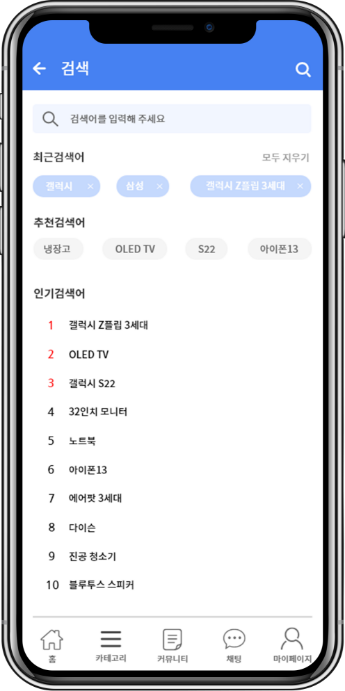 검색
검색어를 입력해 주세요
최근검색어 모두 지우기
갤럭시 × 삼성 × 갤럭시 Z플립 3세대 ×
추천검색어
냉장고 OLED TV S22 아이폰13
인기검색어
1 갤럭시 Z플립 3세대
2 OLED TV
3 갤럭시 S22
4 32인치 모니터
5 노트북
6 아이폰13
7 에어팟 3세대
8 다이슨
9 진공 청소기
10 블루투스 스피커
홈 카테고리 커뮤니티 채팅 마이페이지